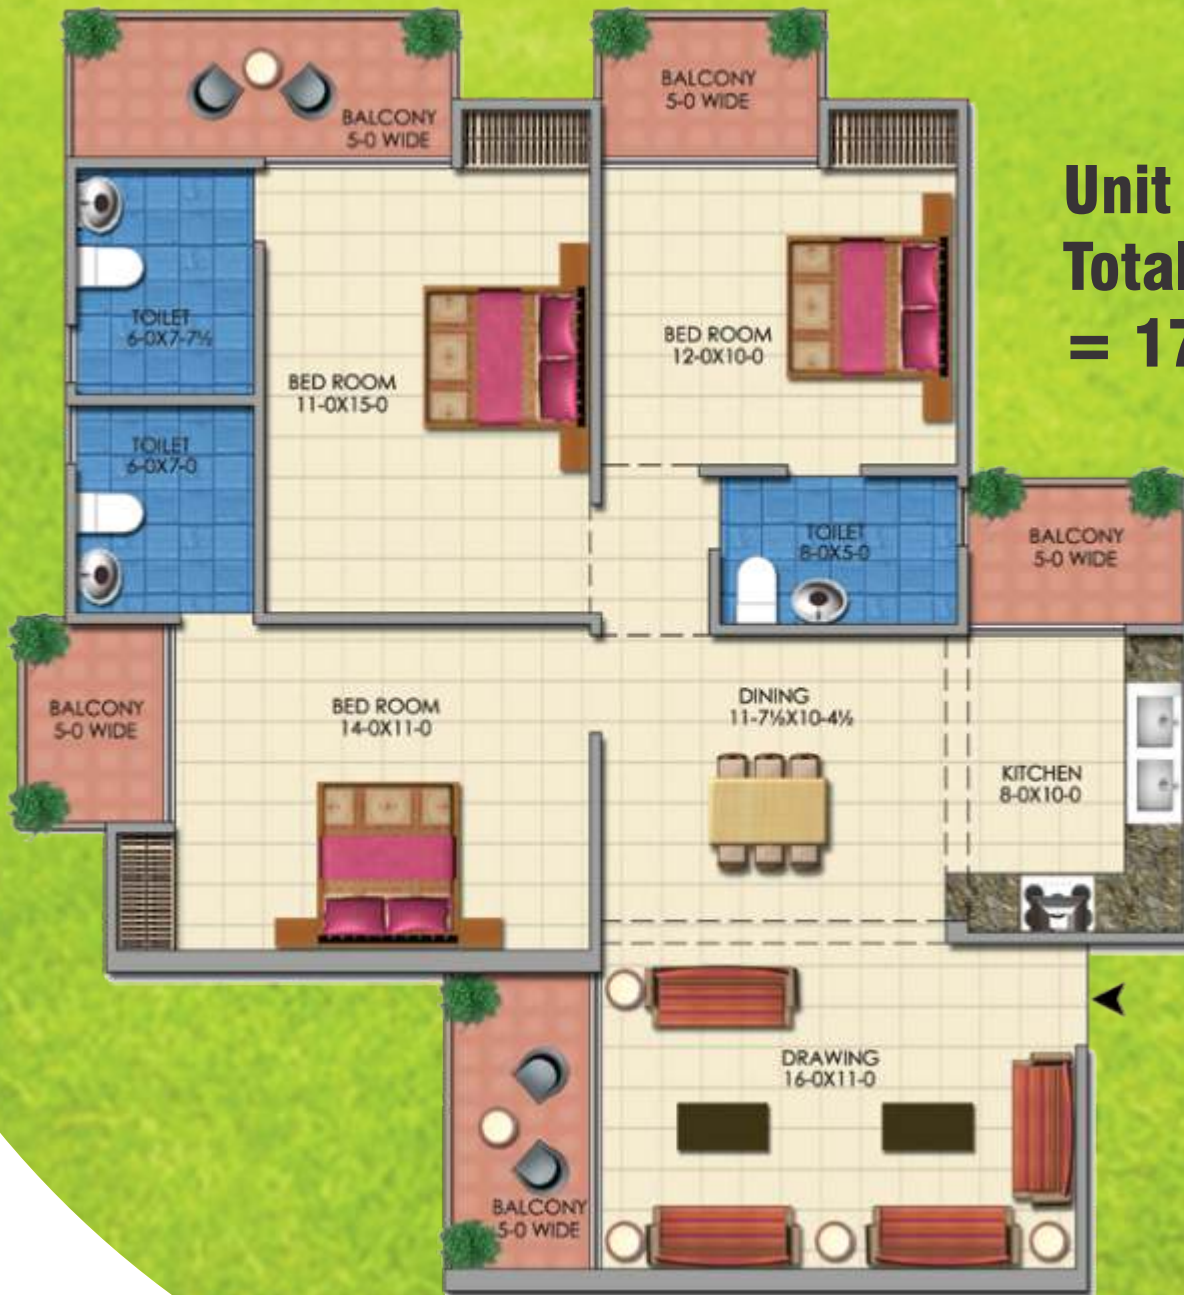 BALCONY
5-0 WIDE
BALCONY
5-0 WIDE
Unit
Total
= 17
TOILET
6-0X7-7½
BED ROOM
12-0X10-0
BED ROOM
11-0X15-0
TOILET
6-0X7-0
TOILET
8-0X5-0
BALCONY
5-0 WIDE
BALCONY
5-0 WIDE
BED ROOM
14-0X11-0
DINING
11-7½X10-4½
KITCHEN
8-0X10-0
DRAWING
16-0X11-0
BALCONY
5-0 WIDE